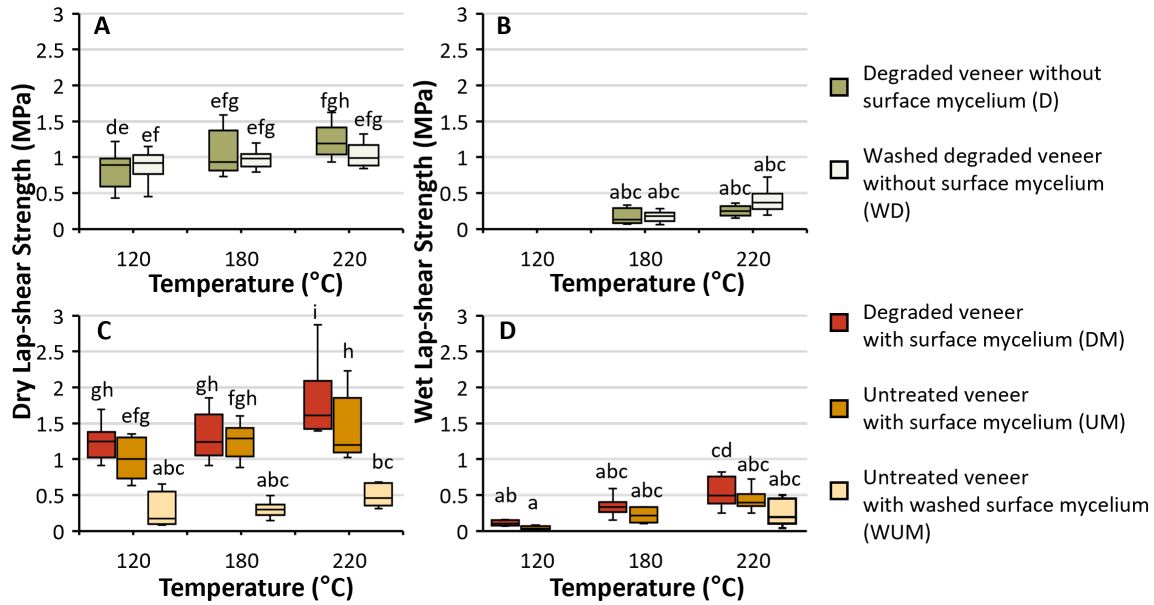 A
3
2.5
2
1.5
1
0.5
0
de
ef
efg
efg
fgh
efg
120
180
220
Temperature (°C)
Dry Lap-shear Strength (MPa)
B
3
2.5
2
1.5
1
0.5
0
abc
abc
abc
abc
120
180
220
Temperature (°C)
Wet Lap-shear Strength (MPa)
Degraded veneer without
surface mycelium (D)
Washed degraded veneer
without surface mycelium
(WD)
C
3
2.5
2
1.5
1
0.5
0
gh
efg
abc
gh
fgh
abc
i
h
bc
120
180
220
Temperature (°C)
D
3
2.5
2
1.5
1
0.5
0
ab
a
abc
abc
cd
abc
abc
120
180
220
Temperature (°C)
Degraded veneer
with surface mycelium (DM)
Untreated veneer
with surface mycelium (UM)
Untreated veneer
with washed surface mycelium
(WUM)